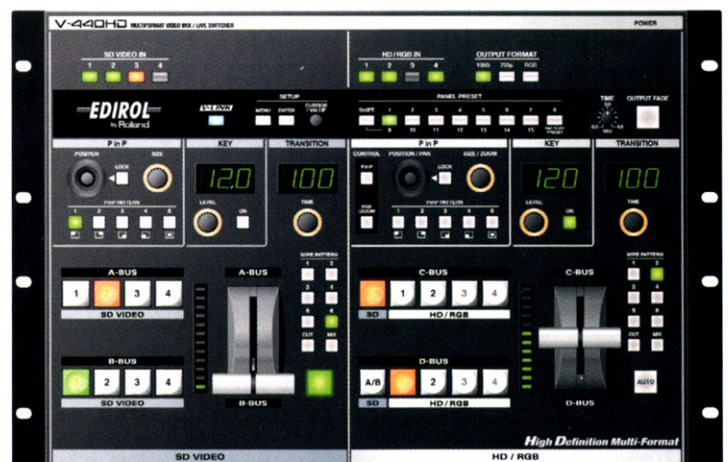 V-440HD MULTIFORMAT VIDEO MIX / LIVE SWITCHER
POWER
SD VIDEO IN
1 2 3 4
HD/RGB IN
1 2 3 4
OUTPUT FORMAT
1080i 720p RGB
EDIROL
by Roland
V-LINK
SETUP
MENU ENTER
CURSOR / VALUE
PANEL PRESET
SHIFT 1 2 3 4 5 6 7 8
9 10 11 12 13 14 15 FACTORY PRESET
TIME
OUTPUT FADE
P in P
KEY
TRANSITION
P in P
KEY
TRANSITION
POSITION
LOCK
SIZE
12.0
1.00
CONTROL
P in P
POSITION / PAN
LOCK
SIZE / ZOOM
120
1.00
PinP PATTERN
1 2 3 4 5
LEVEL
ON
TIME
PAN /ZOOM
PinP PATTERN
1 2 3 4 5
LEVEL
ON
TIME
WIPE PATTERN
1 2
3 4
5 6
CUT MIX
A-BUS
1 3 4
SD VIDEO
A-BUS
B-BUS
1 2 3 4
SD VIDEO
B-BUS
C-BUS
1 2 3 4
SD HD / RGB
C-BUS
WIPE PATTERN
1 2
3 4
5 6
CUT MIX
D-BUS
A/B 2 3 4
SD HD / RGB
D-BUS
AUTO
High Definition Multi-Format
SD VIDEO
HD / RGB